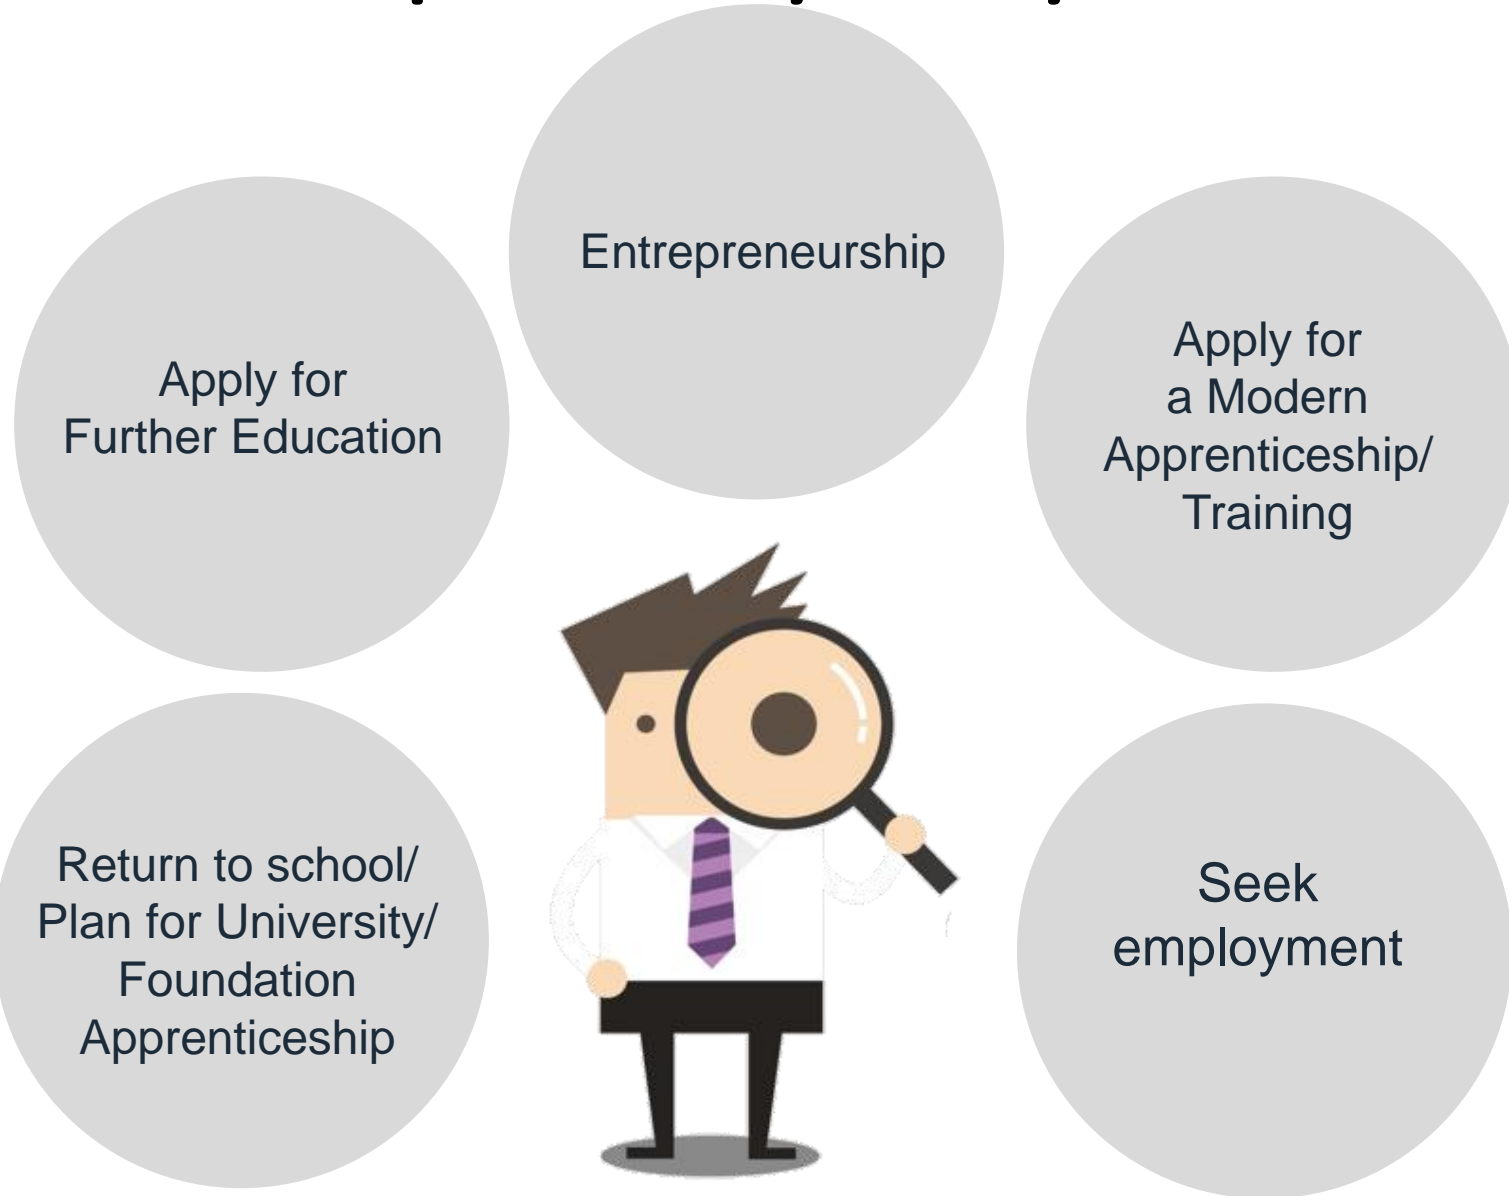 Entrepreneurship
Apply for
Further Education
Apply for
a Modern
Apprenticeship/
Training
Return to school/
Plan for University/
Foundation
Apprenticeship
Seek
employment